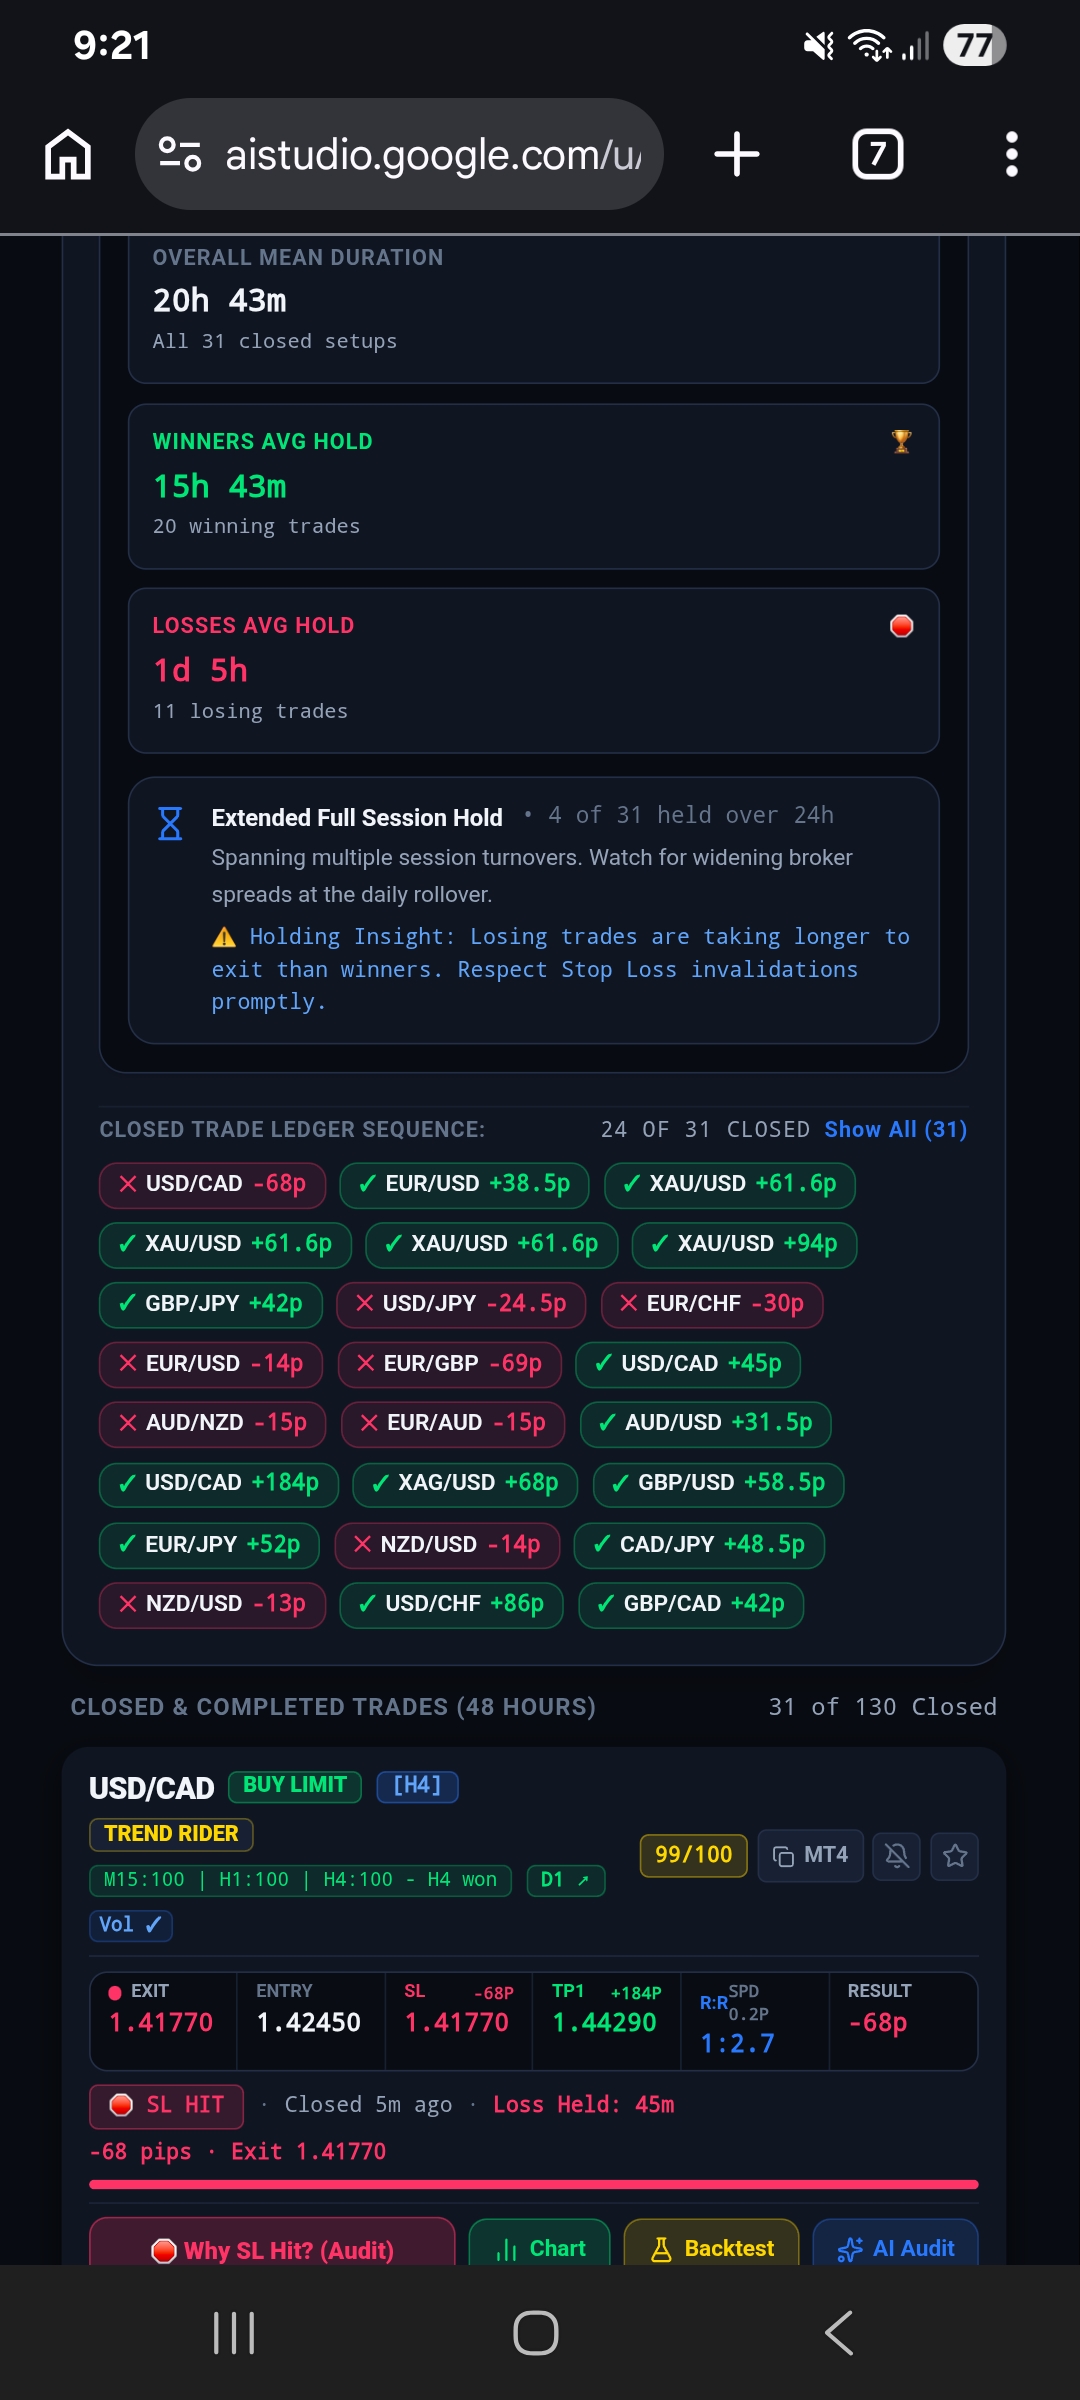 9:21
77
aistudio.google.com/u/
7
OVERALL MEAN DURATION
20h 43m
All 31 closed setups
WINNERS AVG HOLD 🏆
15h 43m
20 winning trades
LOSSES AVG HOLD 🛑
1d 5h
11 losing trades
Extended Full Session Hold • 4 of 31 held over 24h
Spanning multiple session turnovers. Watch for widening broker
spreads at the daily rollover.
⚠️ Holding Insight: Losing trades are taking longer to
exit than winners. Respect Stop Loss invalidations
promptly.
CLOSED TRADE LEDGER SEQUENCE: 24 OF 31 CLOSED Show All (31)
✕ USD/CAD -68p ✓ EUR/USD +38.5p ✓ XAU/USD +61.6p
✓ XAU/USD +61.6p ✓ XAU/USD +61.6p ✓ XAU/USD +94p
✓ GBP/JPY +42p ✕ USD/JPY -24.5p ✕ EUR/CHF -30p
✕ EUR/USD -14p ✕ EUR/GBP -69p ✓ USD/CAD +45p
✕ AUD/NZD -15p ✕ EUR/AUD -15p ✓ AUD/USD +31.5p
✓ USD/CAD +184p ✓ XAG/USD +68p ✓ GBP/USD +58.5p
✓ EUR/JPY +52p ✕ NZD/USD -14p ✓ CAD/JPY +48.5p
✕ NZD/USD -13p ✓ USD/CHF +86p ✓ GBP/CAD +42p
CLOSED & COMPLETED TRADES (48 HOURS) 31 of 130 Closed
USD/CAD BUY LIMIT [H4]
TREND RIDER
99/100 MT4
M15:100 | H1:100 | H4:100 - H4 won D1 ↗
Vol ✓
EXIT ENTRY SL -68P TP1 +184P R:R SPD 0.2P RESULT
1.41770 1.42450 1.41770 1.44290 1:2.7 -68p
🛑 SL HIT · Closed 5m ago · Loss Held: 45m
-68 pips · Exit 1.41770
🛑 Why SL Hit? (Audit) Chart Backtest AI Audit